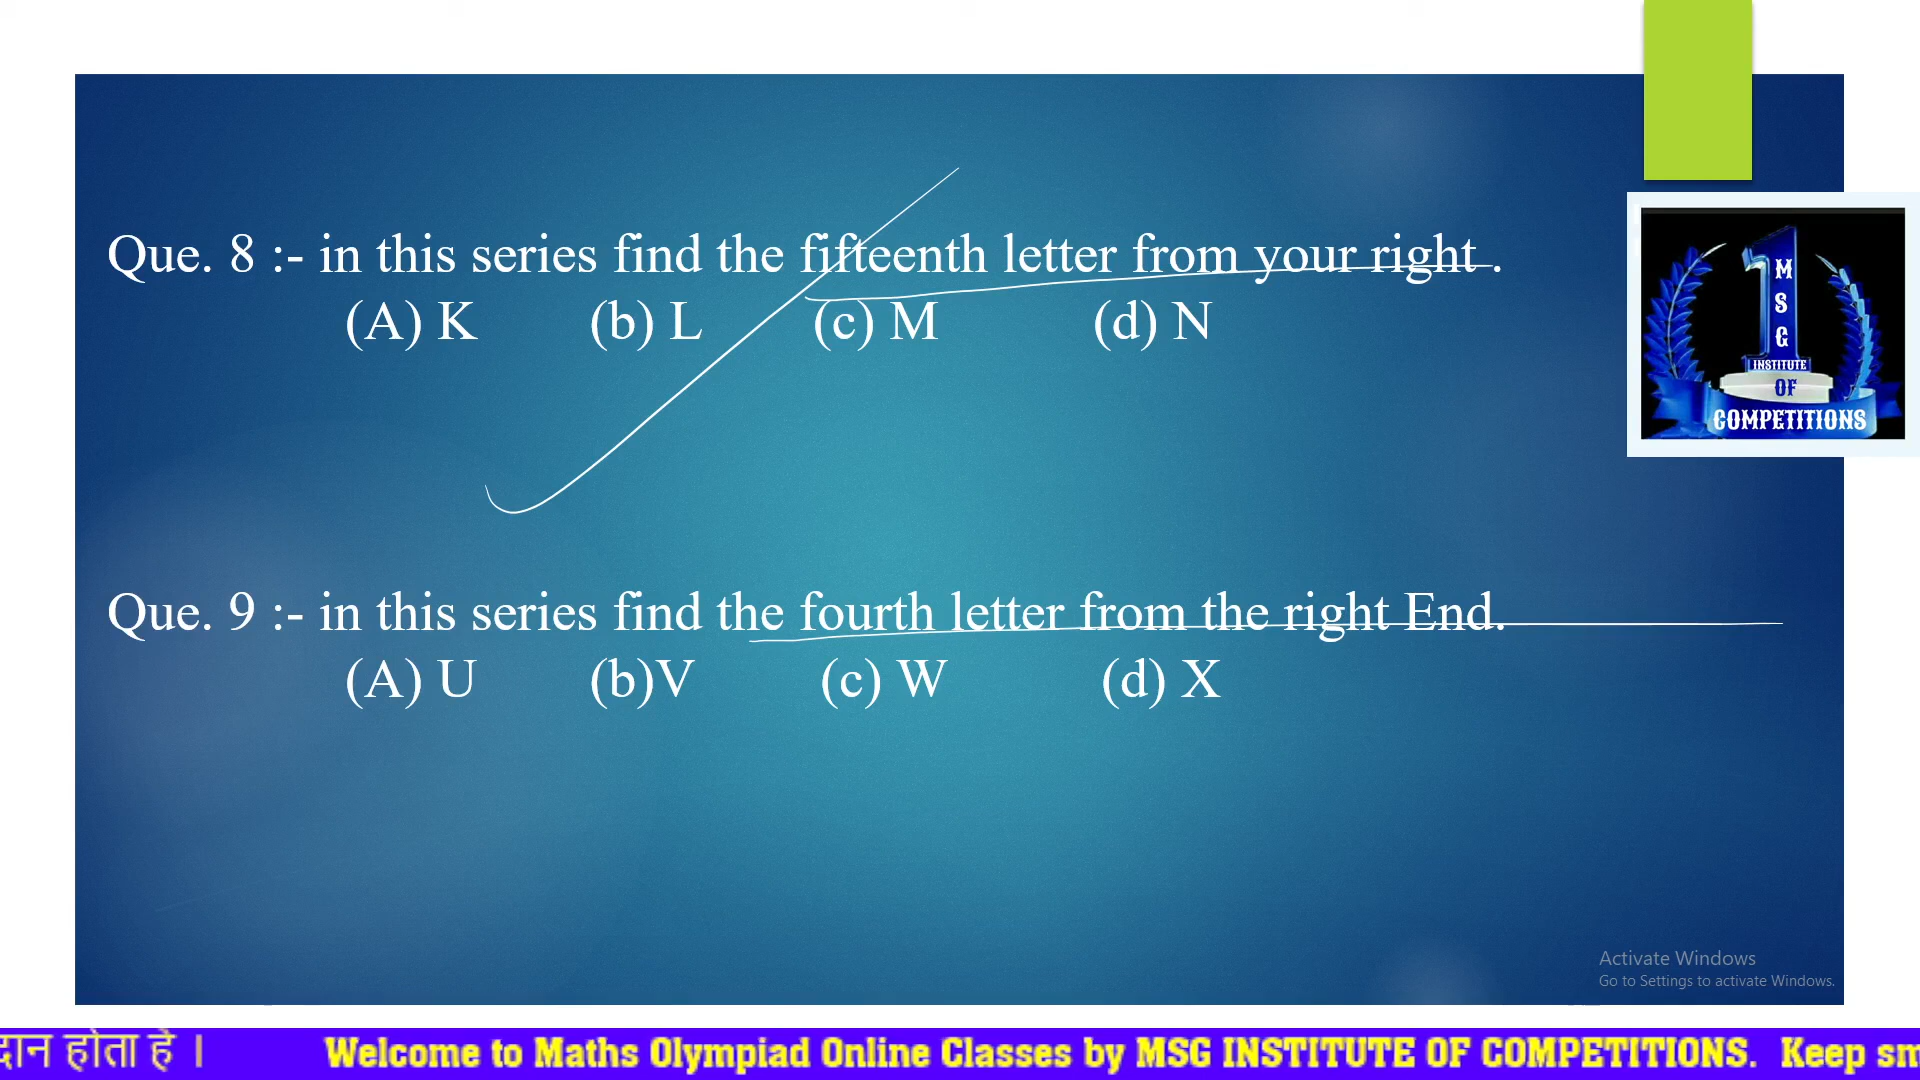 Que. 8 :- in this series find the fifteenth letter from your right .
(A) K (b) L (c) M (d) N
M
S
G
INSTITUTE
OF
COMPETITIONS
Que. 9 :- in this series find the fourth letter from the right End.
(A) U (b)V (c) W (d) X
Activate Windows
Go to Settings to activate Windows.
दान होता है । Welcome to Maths Olympiad Online Classes by MSG INSTITUTE OF COMPETITIONS. Keep sm